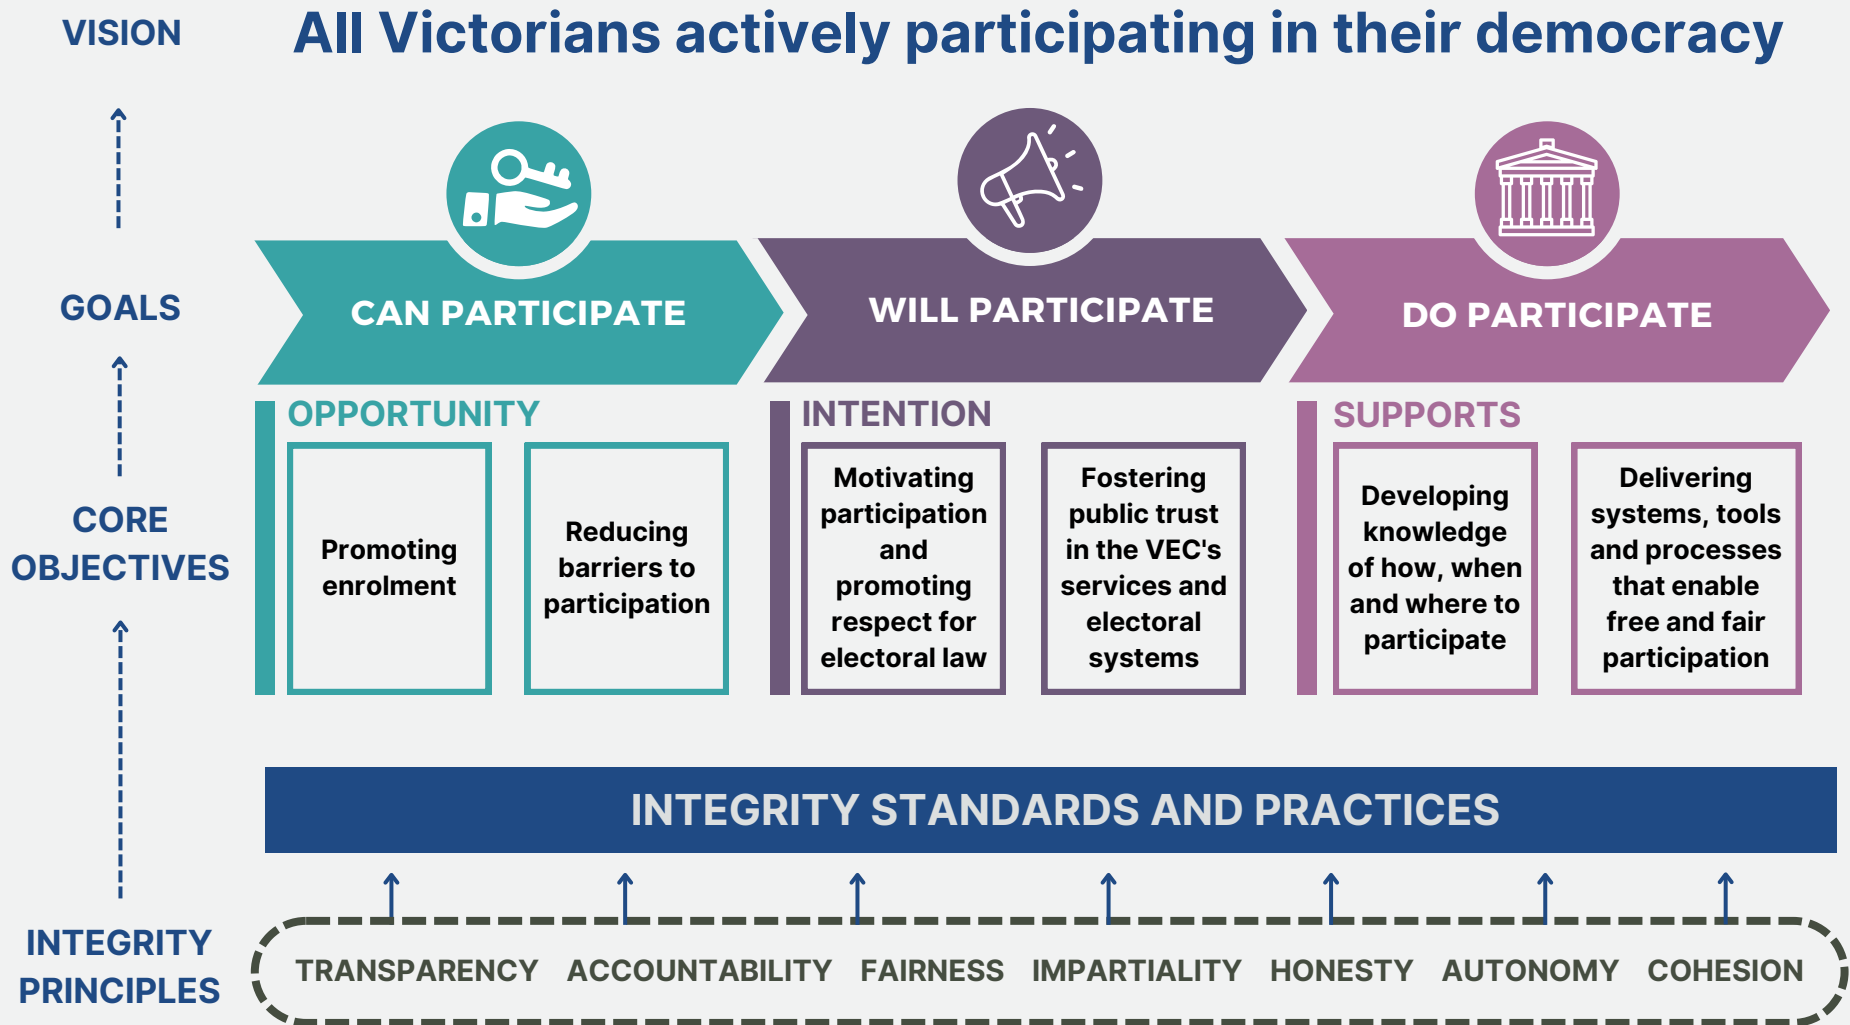 VISION
All Victorians actively participating in their democracy
GOALS
CAN PARTICIPATE
WILL PARTICIPATE
DO PARTICIPATE
CORE
OBJECTIVES
OPPORTUNITY
Promoting
enrolment
Reducing
barriers to
participation
INTENTION
Motivating
participation
and
promoting
respect for
electoral law
Fostering
public trust
in the VEC's
services and
electoral
systems
SUPPORTS
Developing
knowledge
of how, when
and where to
participate
Delivering
systems, tools
and processes
that enable
free and fair
participation
INTEGRITY STANDARDS AND PRACTICES
INTEGRITY
PRINCIPLES
TRANSPARENCY ACCOUNTABILITY FAIRNESS IMPARTIALITY HONESTY AUTONOMY COHESION